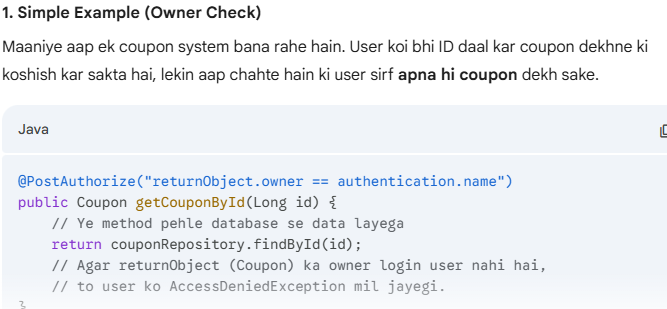 1. Simple Example (Owner Check)
Maaniye aap ek coupon system bana rahe hain. User koi bhi ID daal kar coupon dekhne ki
koshish kar sakta hai, lekin aap chahte hain ki user sirf apna hi coupon dekh sake.
Java
@PostAuthorize("returnObject.owner == authentication.name")
public Coupon getCouponById(Long id) {
    // Ye method pehle database se data layega
    return couponRepository.findById(id);
    // Agar returnObject (Coupon) ka owner login user nahi hai,
    // to user ko AccessDeniedException mil jayegi.
}